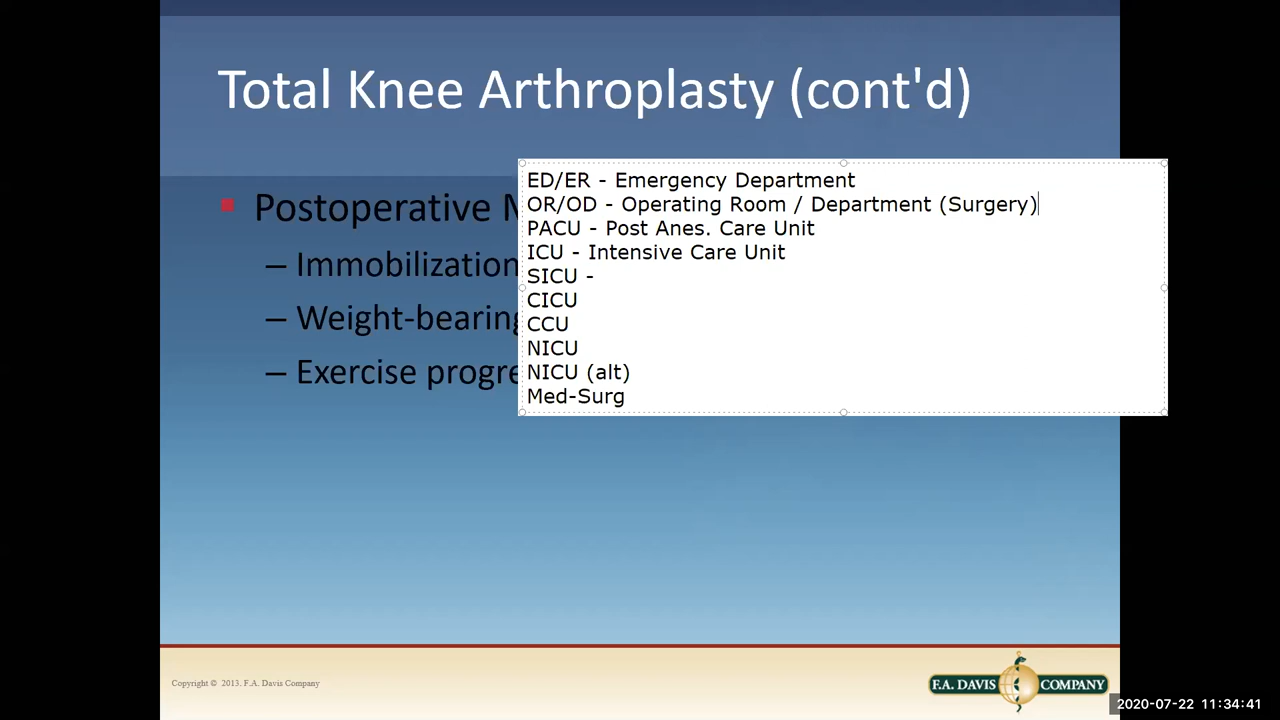 Total Knee Arthroplasty (cont'd)
Postoperative
– Immobilization
– Weight-bearing
– Exercise progre
ED/ER - Emergency Department
OR/OD - Operating Room / Department (Surgery)
PACU - Post Anes. Care Unit
ICU - Intensive Care Unit
SICU -
CICU
CCU
NICU
NICU (alt)
Med-Surg
Copyright © 2013. F.A. Davis Company
F.A. DAVIS COMPANY
2020-07-22 11:34:41